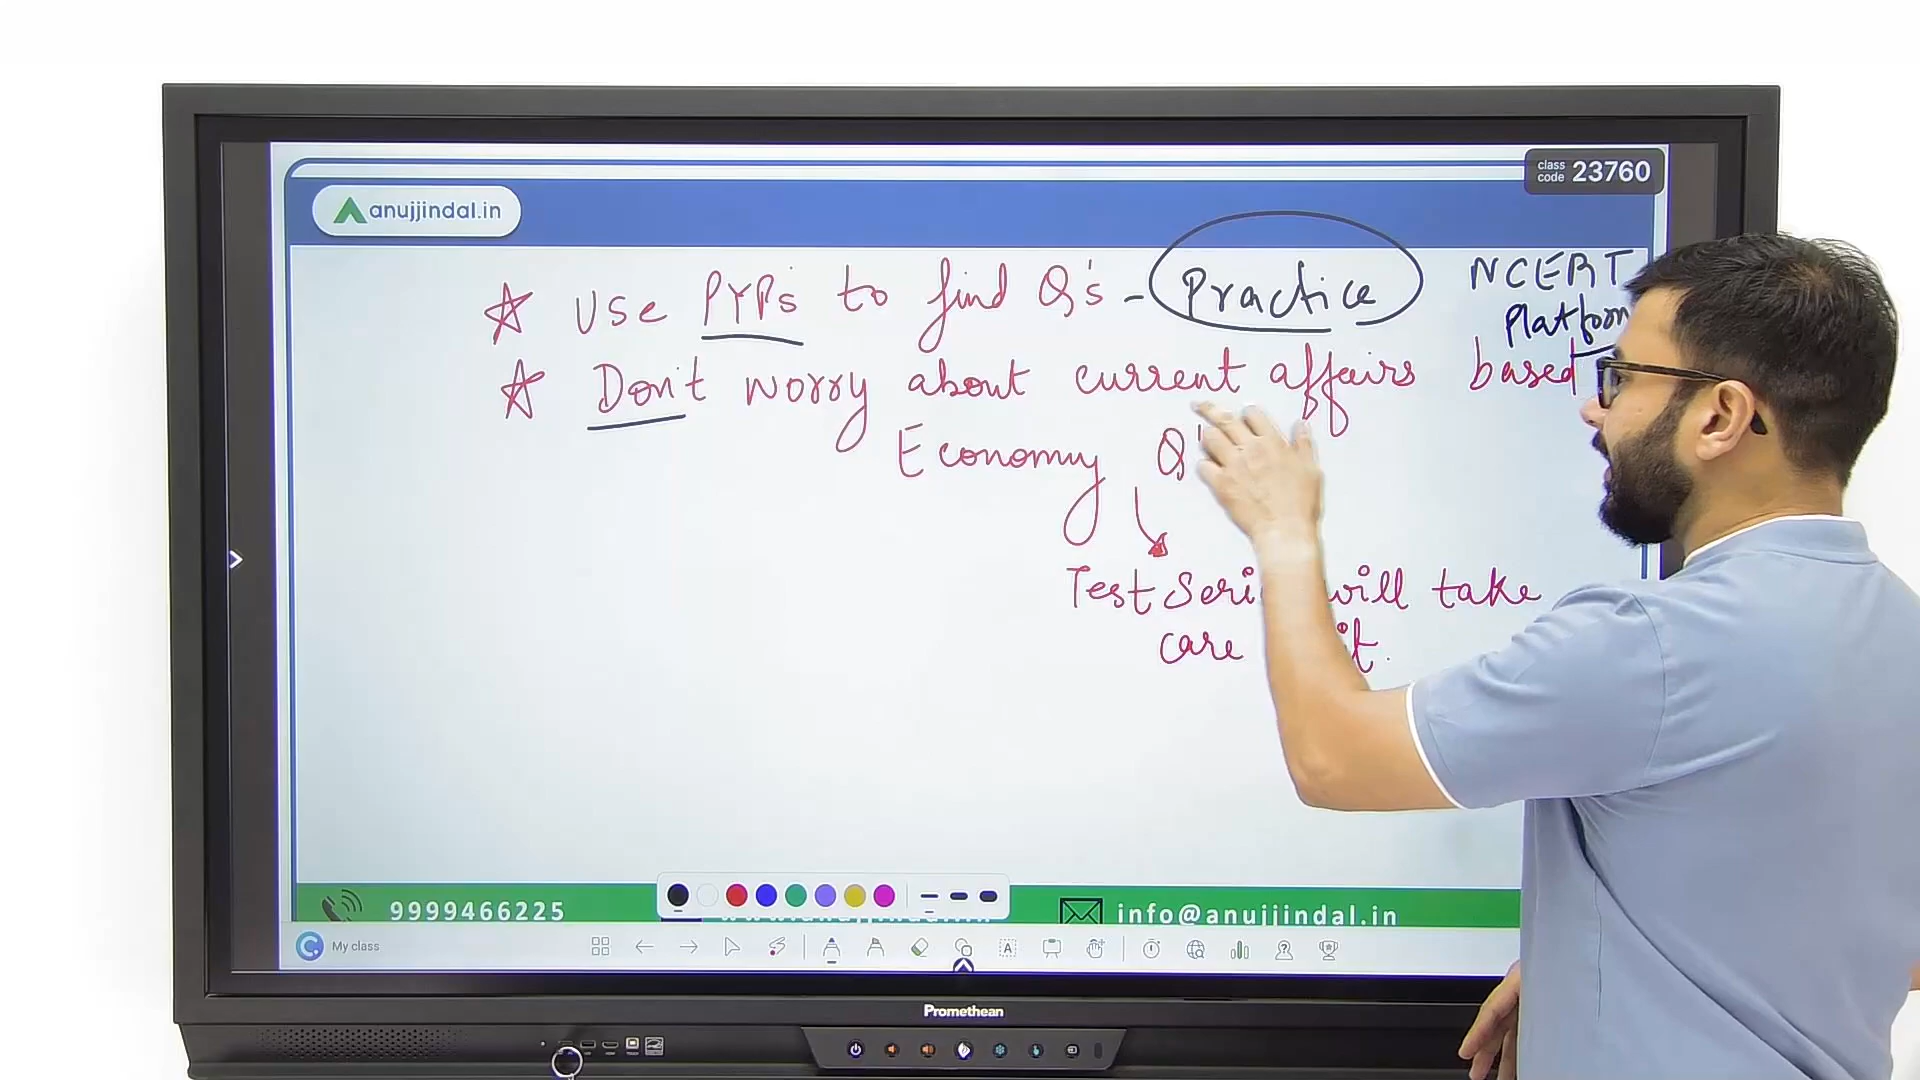 class code 23760
anujjindal.in
☆ Use PYPs to find Q's - Practice
NCERT
Platform
☆ Don't worry about current affairs based
Economy Q'
Test Seri will take
care it.
9999466225
info@anujjindal.in
My class
Promethean